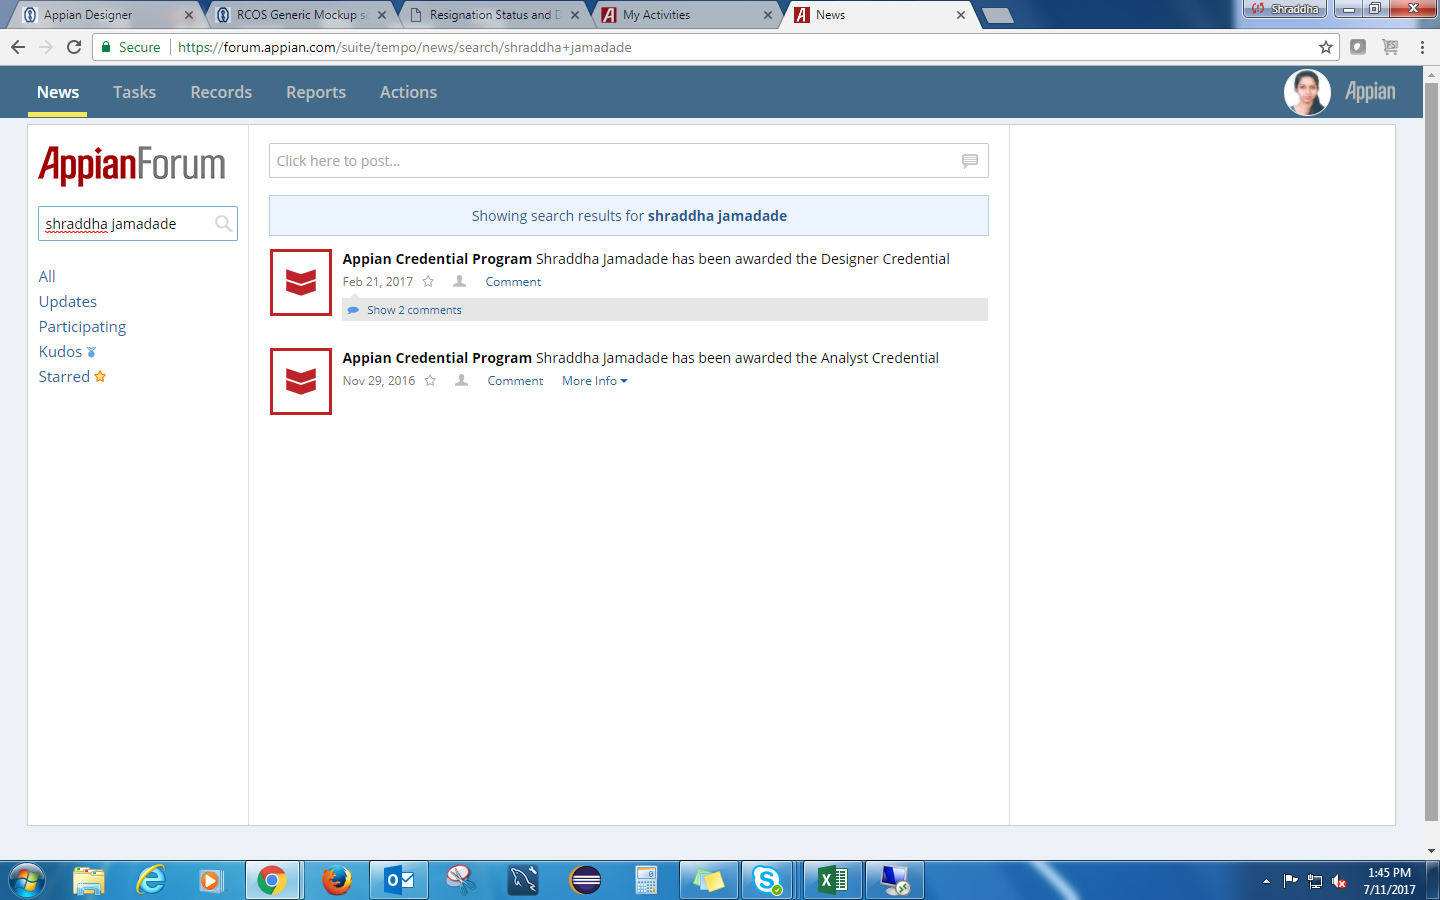 Appian Designer
RCOS Generic Mockup se
Resignation Status and D
My Activities
News
Shraddha
Secure
https://forum.appian.com/suite/tempo/news/search/shraddha+jamadade
News
Tasks
Records
Reports
Actions
Appian
AppianForum
shraddha jamadade
All
Updates
Participating
Kudos
Starred
Click here to post...
Showing search results for shraddha jamadade
Appian Credential Program Shraddha Jamadade has been awarded the Designer Credential
Feb 21, 2017 Comment
Show 2 comments
Appian Credential Program Shraddha Jamadade has been awarded the Analyst Credential
Nov 29, 2016 Comment More Info
1:45 PM
7/11/2017